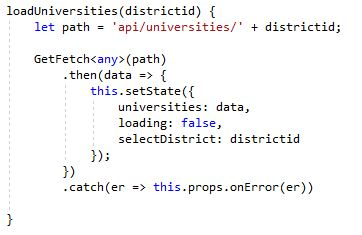 loadUniversities(districtid) {
let path = 'api/universities/' + districtid;
GetFetch<any>(path)
.then(data => {
this.setState({
universities: data,
loading: false,
selectDistrict: districtid
});
})
.catch(er => this.props.onError(er))
}